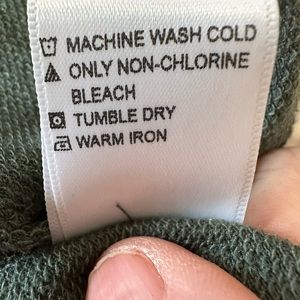 MACHINE WASH COLD
ONLY NON-CHLORINE
BLEACH
TUMBLE DRY
WARM IRON